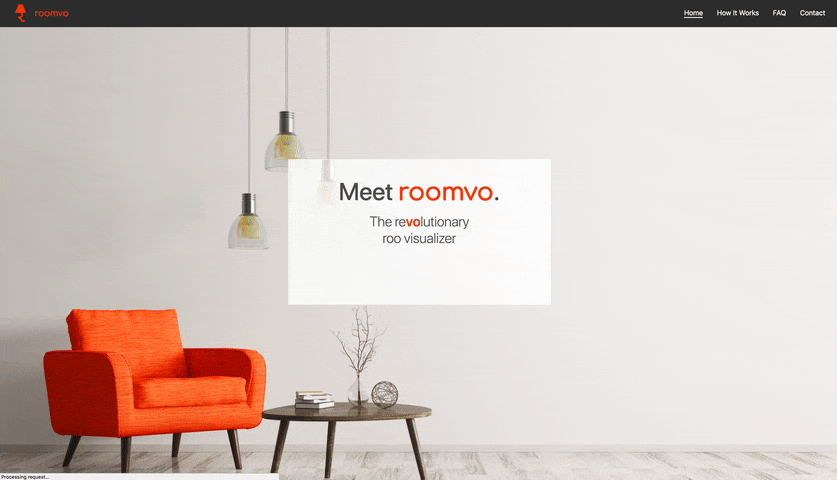 roomvo
Home
How It Works
FAQ
Contact
Meet roomvo.
The revolutionary
roo visualizer
Processing request...